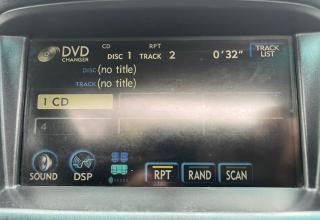 CD RPT
DVD CHANGER DISC 1 TRACK 2 0'32" TRACK LIST
DISC (no title)
TRACK (no title)
1 CD
4
SOUND DSP RPT RAND SCAN